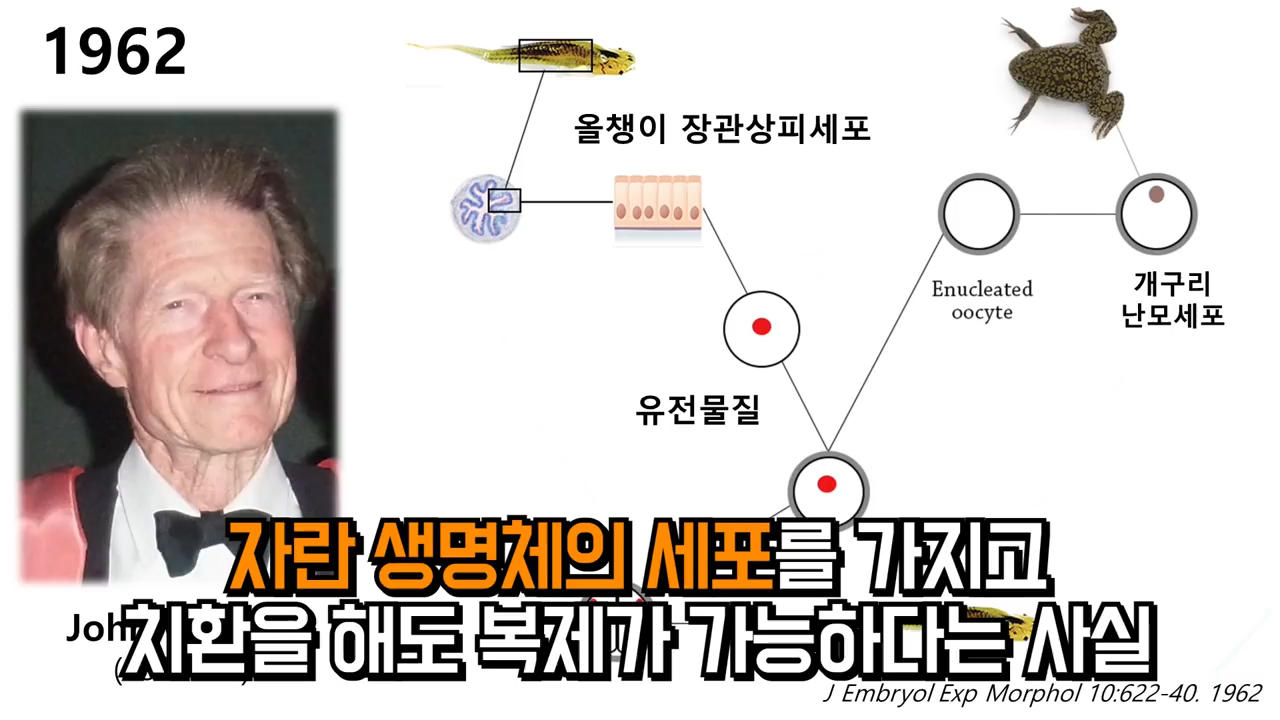 1962
올챙이 장관상피세포
Enucleated
oocyte
개구리
난모세포
유전물질
자란 생명체의 세포를 가지고
치환을 해도 복제가 가능하다는 사실
J Embryol Exp Morphol 10:622-40. 1962